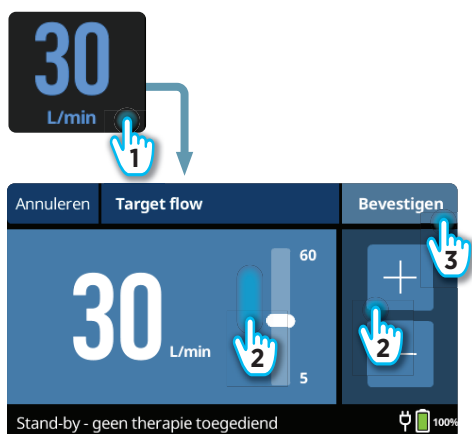 30
L/min
1
Annuleren Target flow Bevestigen
3
60
30 L/min
2 2
5
Stand-by - geen therapie toegediend 100%